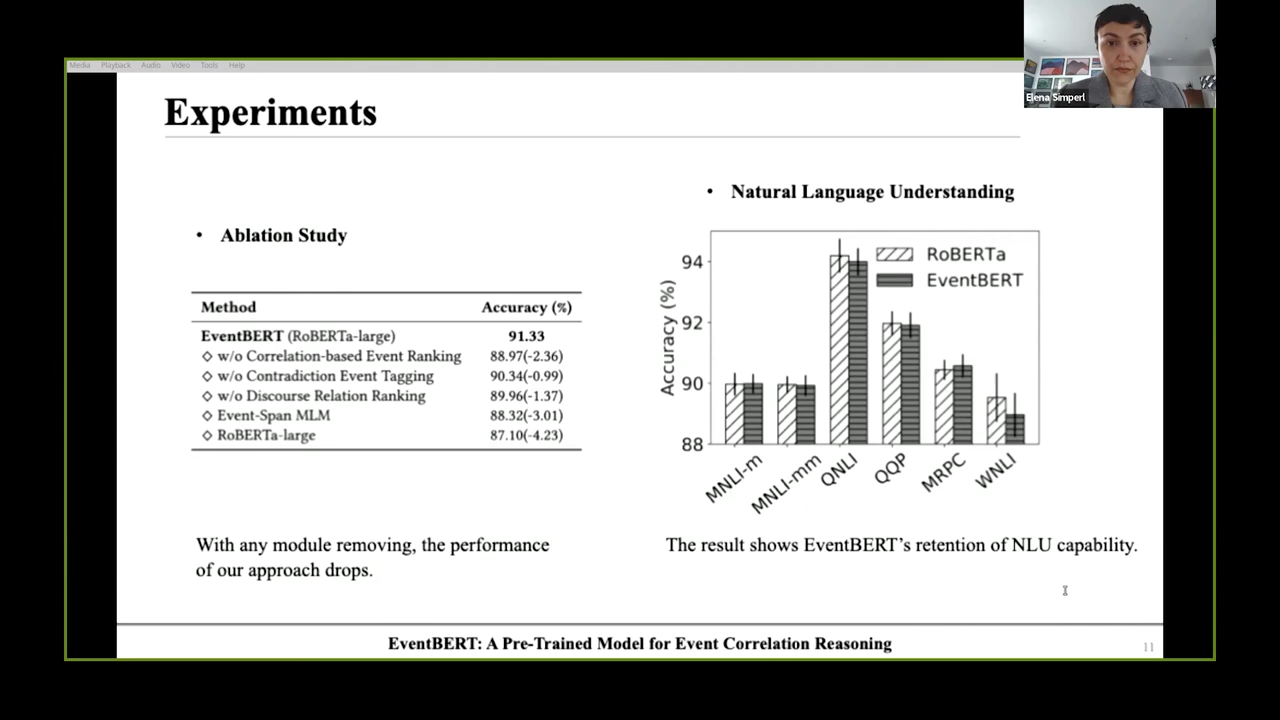 Media Playback Audio Video Tools Help
Elena Simperl
Experiments
• Ablation Study
Method Accuracy (%)
EventBERT (RoBERTa-large) 91.33
◇ w/o Correlation-based Event Ranking 88.97(-2.36)
◇ w/o Contradiction Event Tagging 90.34(-0.99)
◇ w/o Discourse Relation Ranking 89.96(-1.37)
◇ Event-Span MLM 88.32(-3.01)
◇ RoBERTa-large 87.10(-4.23)
With any module removing, the performance
of our approach drops.
• Natural Language Understanding
RoBERTa
EventBERT
Accuracy (%)
94
92
90
88
MNLI-m
MNLI-mm
QNLI
QQP
MRPC
WNLI
The result shows EventBERT’s retention of NLU capability.
EventBERT: A Pre-Trained Model for Event Correlation Reasoning
11